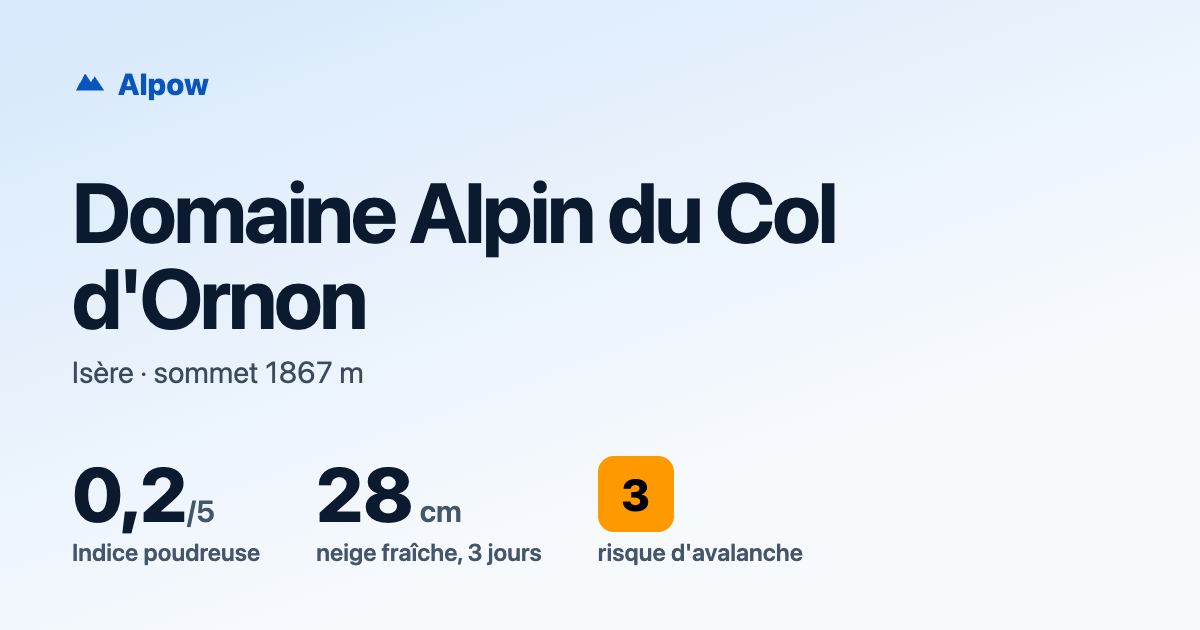 Alpow
Domaine Alpin du Col
d'Ornon
Isère · sommet 1867 m
0,2/5
28 cm
3
Indice poudreuse
neige fraîche, 3 jours
risque d'avalanche